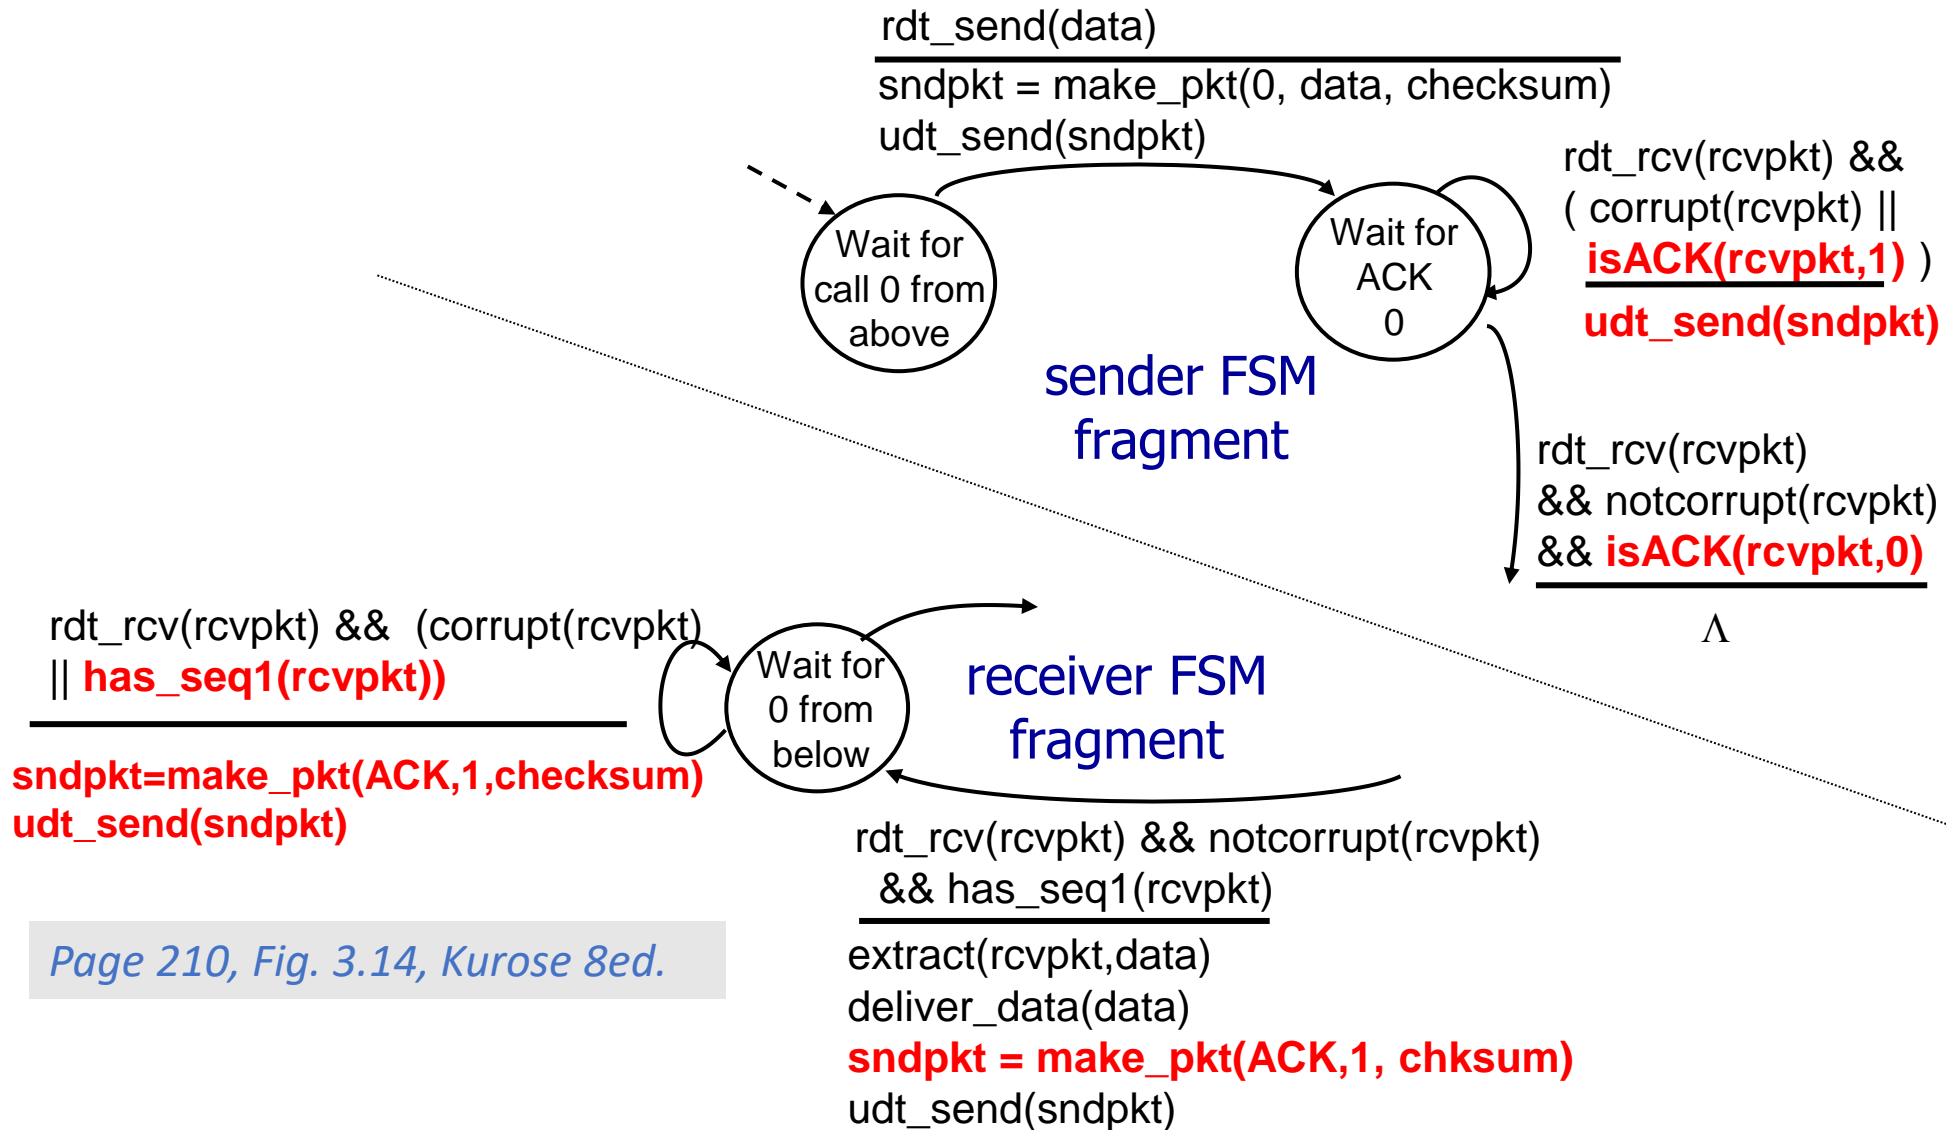 rdt_send(data)
sndpkt = make_pkt(0, data, checksum)
udt_send(sndpkt)
Wait for
call 0 from
above
Wait for
ACK
0
rdt_rcv(rcvpkt) &&
( corrupt(rcvpkt) ||
isACK(rcvpkt,1) )
udt_send(sndpkt)
sender FSM
fragment
rdt_rcv(rcvpkt)
&& notcorrupt(rcvpkt)
&& isACK(rcvpkt,0)
Λ
rdt_rcv(rcvpkt) && (corrupt(rcvpkt)
|| has_seq1(rcvpkt))
sndpkt=make_pkt(ACK,1,checksum)
udt_send(sndpkt)
Wait for
0 from
below
receiver FSM
fragment
rdt_rcv(rcvpkt) && notcorrupt(rcvpkt)
&& has_seq1(rcvpkt)
extract(rcvpkt,data)
deliver_data(data)
sndpkt = make_pkt(ACK,1, chksum)
udt_send(sndpkt)
Page 210, Fig. 3.14, Kurose 8ed.